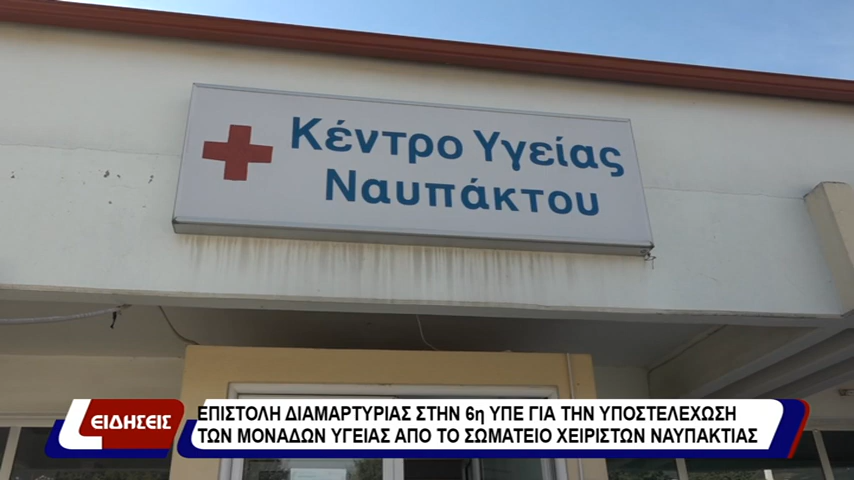 Κέντρο Υγείας
Ναυπάκτου
ΕΙΔΗΣΕΙΣ
ΕΠΙΣΤΟΛΗ ΔΙΑΜΑΡΤΥΡΙΑΣ ΣΤΗΝ 6η ΥΠΕ ΓΙΑ ΤΗΝ ΥΠΟΣΤΕΛΕΧΩΣΗ
ΤΩΝ ΜΟΝΑΔΩΝ ΥΓΕΙΑΣ ΑΠΟ ΤΟ ΣΩΜΑΤΕΙΟ ΧΕΙΡΙΣΤΩΝ ΝΑΥΠΑΚΤΙΑΣ